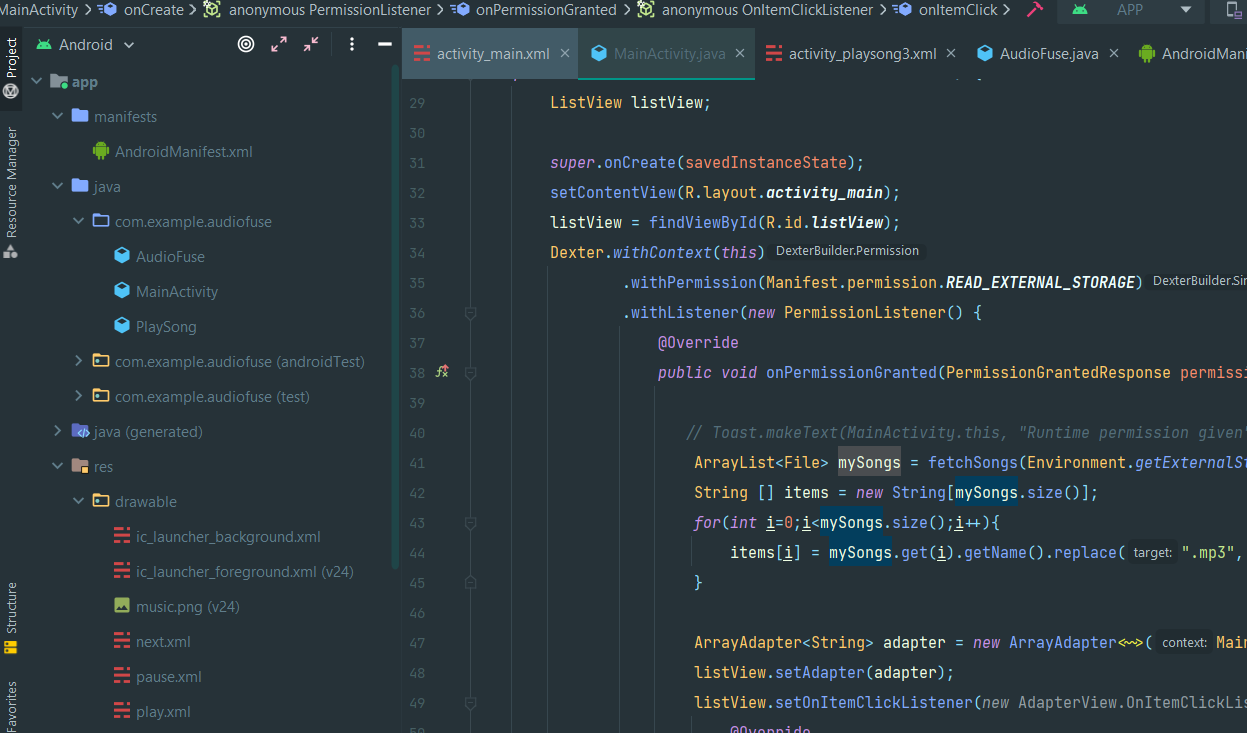 MainActivity > onCreate > anonymous PermissionListener > onPermissionGranted > anonymous OnItemClickListener > onItemClick > APP
Project
Resource Manager
Structure
Favorites
Android
app
manifests
AndroidManifest.xml
java
com.example.audiofuse
AudioFuse
MainActivity
PlaySong
com.example.audiofuse (androidTest)
com.example.audiofuse (test)
java (generated)
res
drawable
ic_launcher_background.xml
ic_launcher_foreground.xml (v24)
music.png (v24)
next.xml
pause.xml
play.xml
activity_main.xml MainActivity.java activity_playsong3.xml AudioFuse.java AndroidMani
29 ListView listView;
30
31 super.onCreate(savedInstanceState);
32 setContentView(R.layout.activity_main);
33 listView = findViewById(R.id.listView);
34 Dexter.withContext(this) DexterBuilder.Permission
35 .withPermission(Manifest.permission.READ_EXTERNAL_STORAGE) DexterBuilder.Sin
36 .withListener(new PermissionListener() {
37 @Override
38 public void onPermissionGranted(PermissionGrantedResponse permissi
39
40 // Toast.makeText(MainActivity.this, "Runtime permission given"
41 ArrayList<File> mySongs = fetchSongs(Environment.getExternalSt
42 String [] items = new String[mySongs.size()];
43 for(int i=0;i<mySongs.size();i++){
44 items[i] = mySongs.get(i).getName().replace( target: ".mp3",
45 }
46
47 ArrayAdapter<String> adapter = new ArrayAdapter<~>( context: Main
48 listView.setAdapter(adapter);
49 listView.setOnItemClickListener(new AdapterView.OnItemClickLis
50 @Override